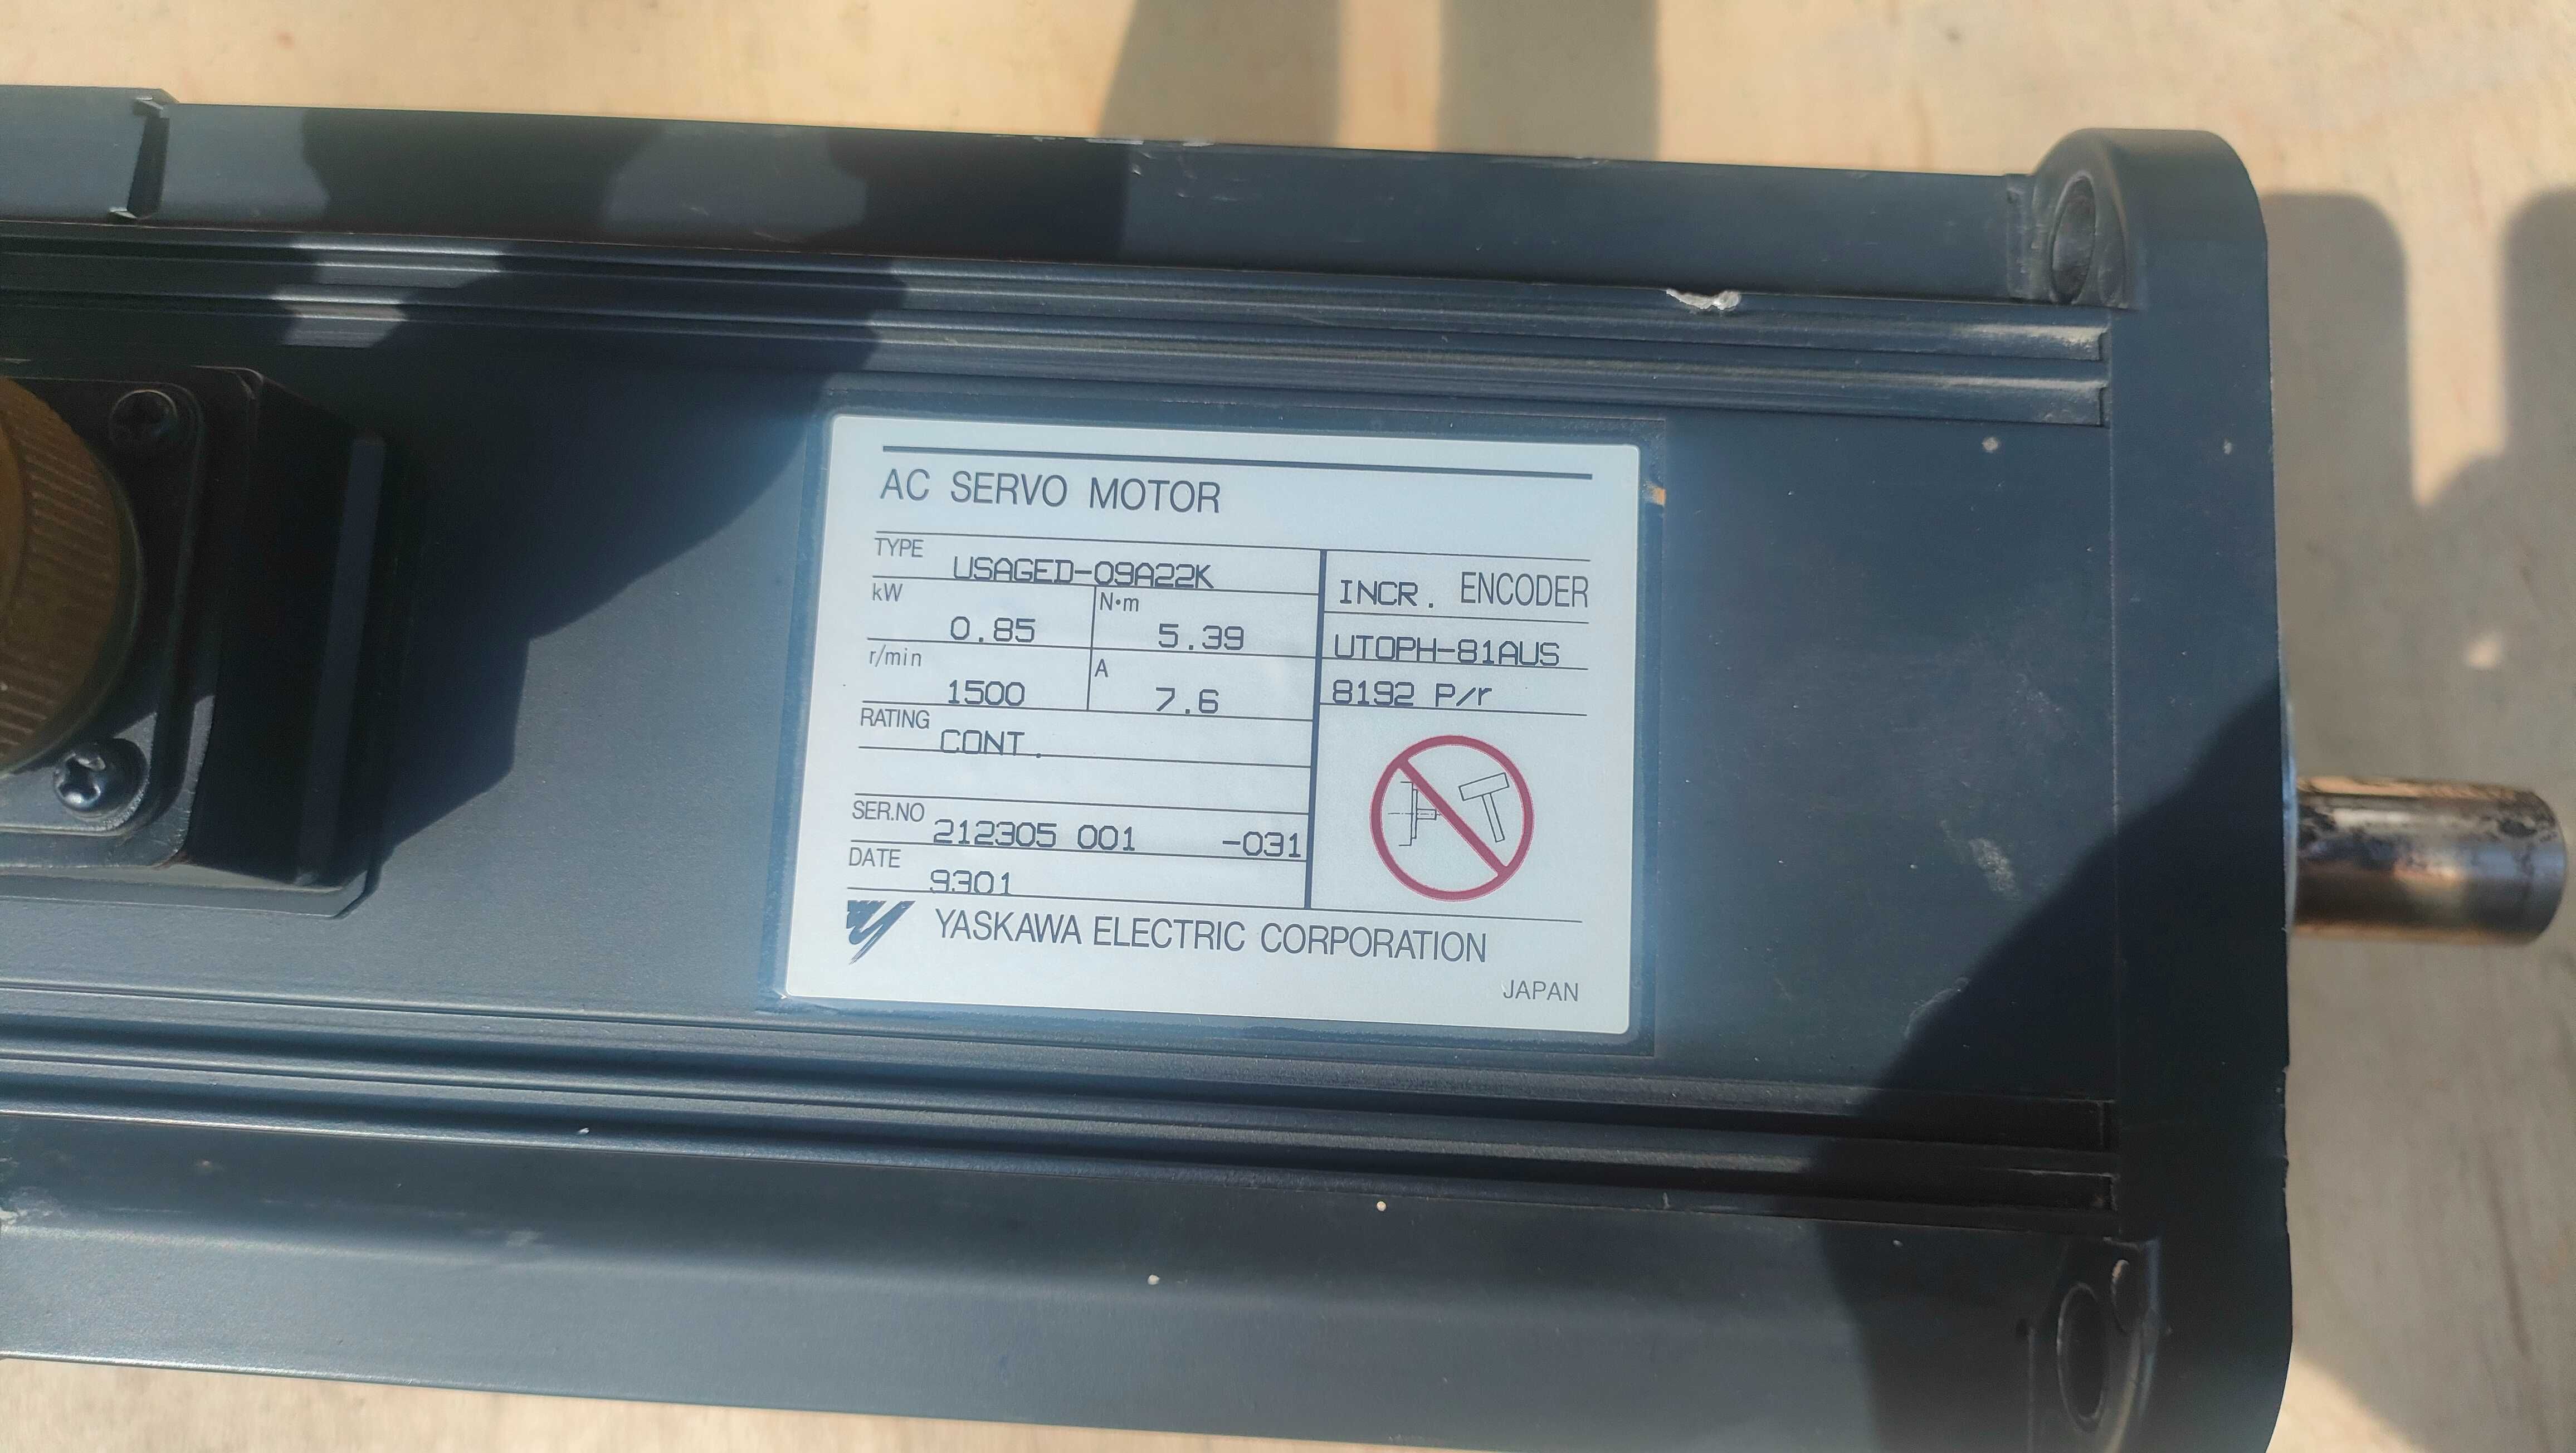 AC SERVO MOTOR
TYPE USAGED-09A22K
kW 0.85 N·m 5.39
r/min 1500 A 7.6
RATING CONT.
SER.NO 212305 001 -031
DATE 9301
INCR. ENCODER
UTOPH-81AUS
8192 P/r
YASKAWA ELECTRIC CORPORATION
JAPAN